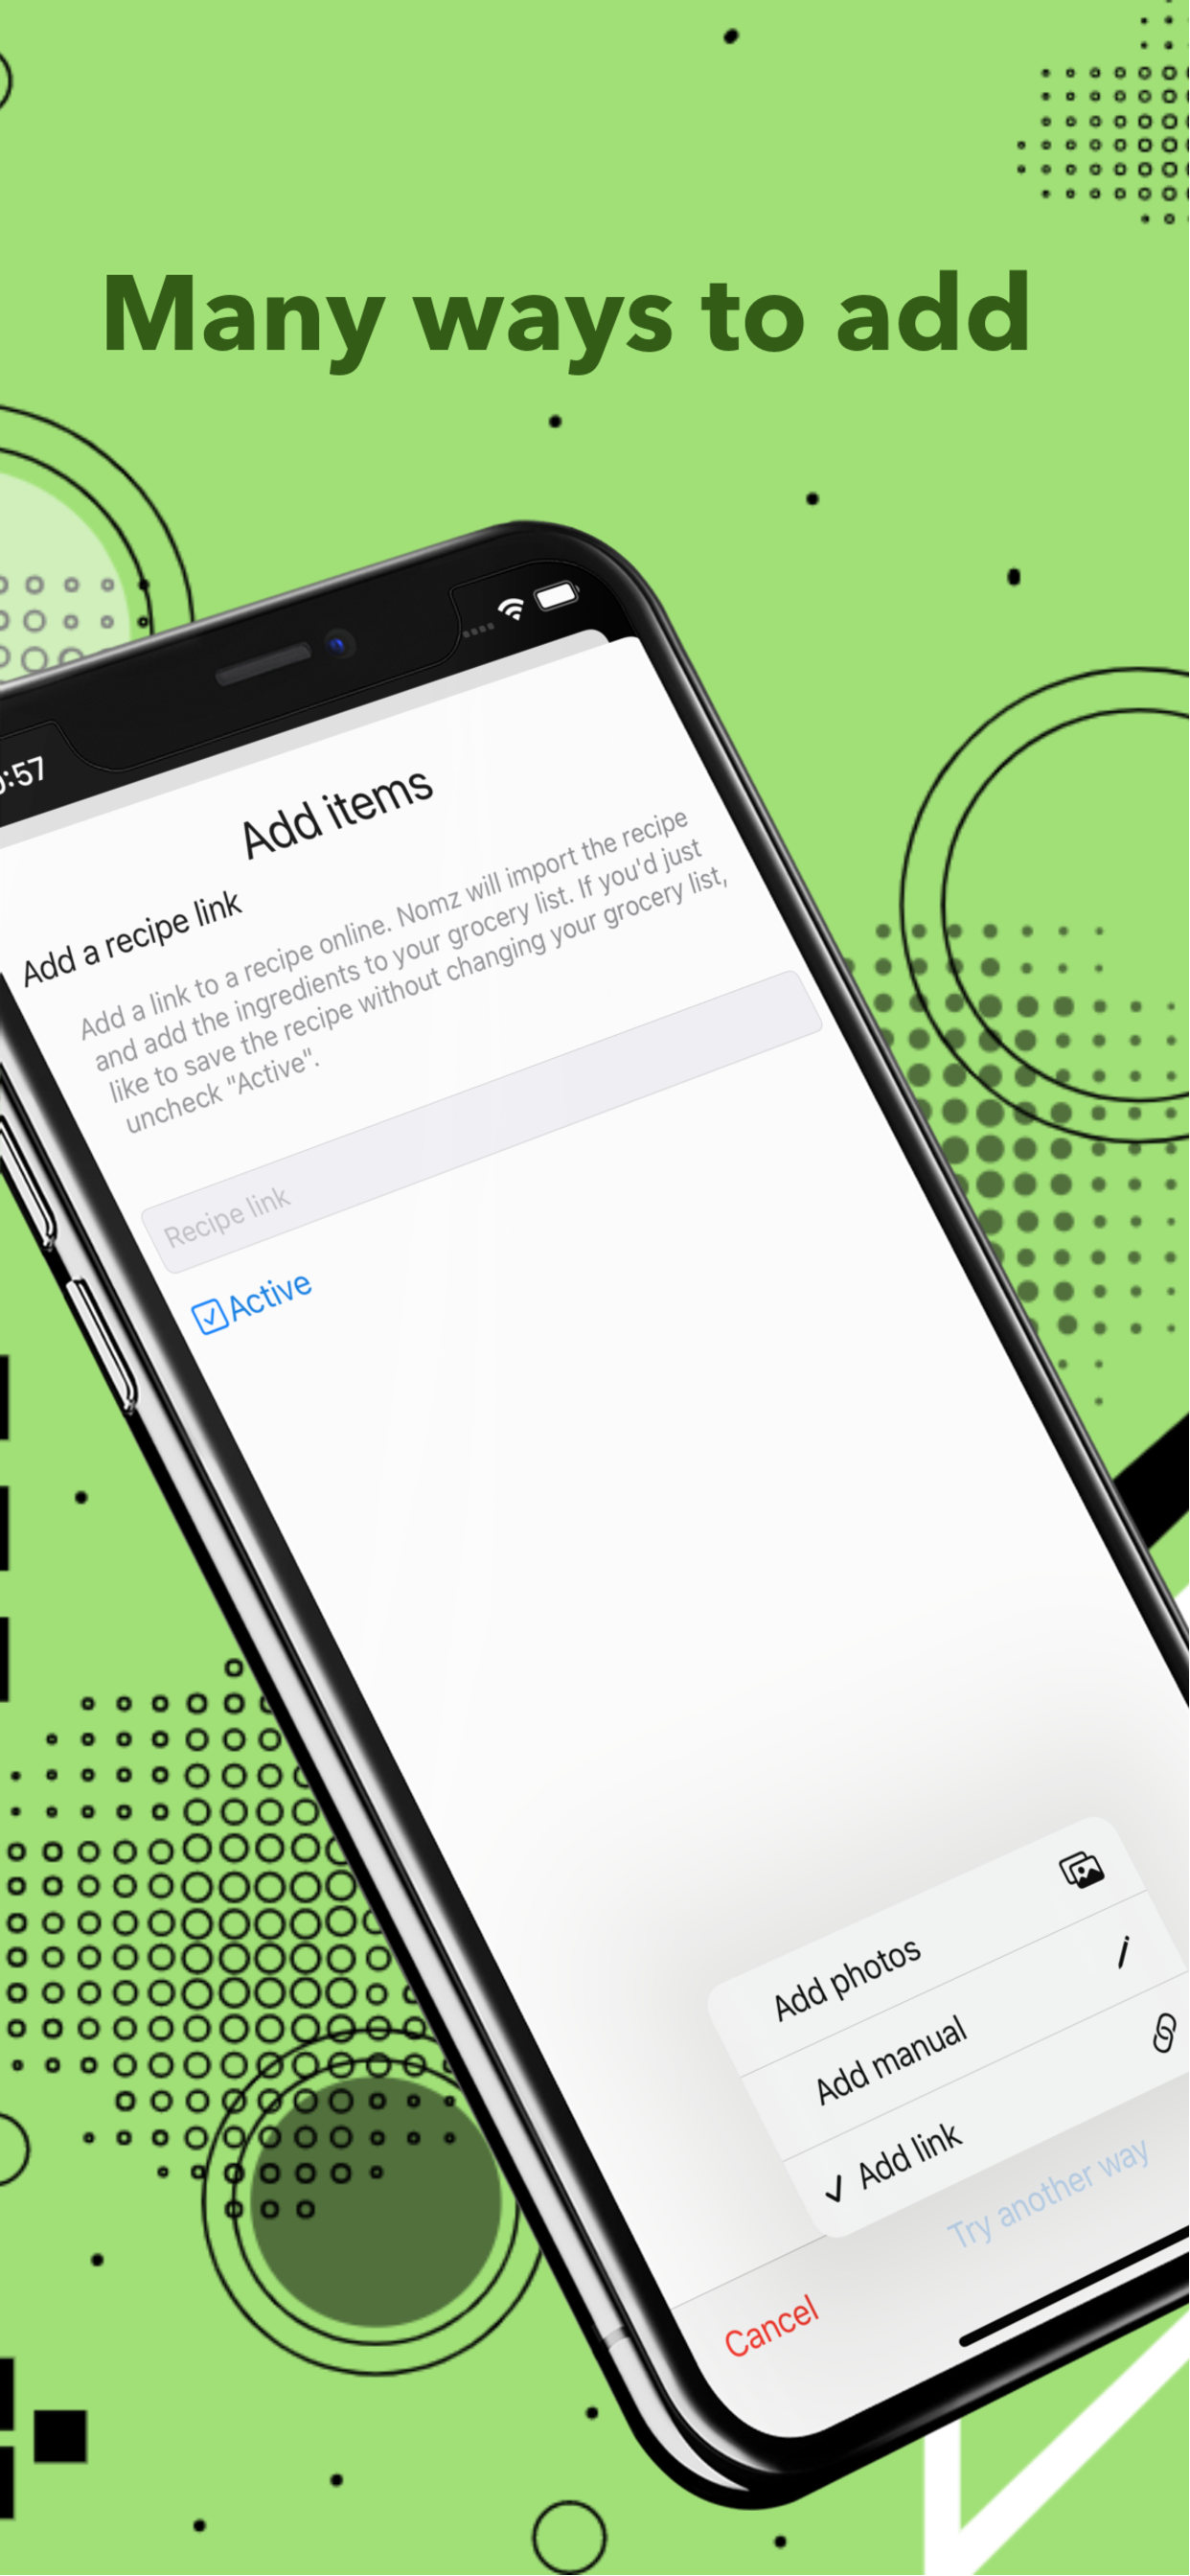 Many ways to add
:57
Add items
Add a recipe link
Add a link to a recipe online. Nomz will import the recipe
and add the ingredients to your grocery list. If you'd just
like to save the recipe without changing your grocery list,
uncheck "Active".
Recipe link
Active
Add photos
Add manual
Add link
Try another way
Cancel